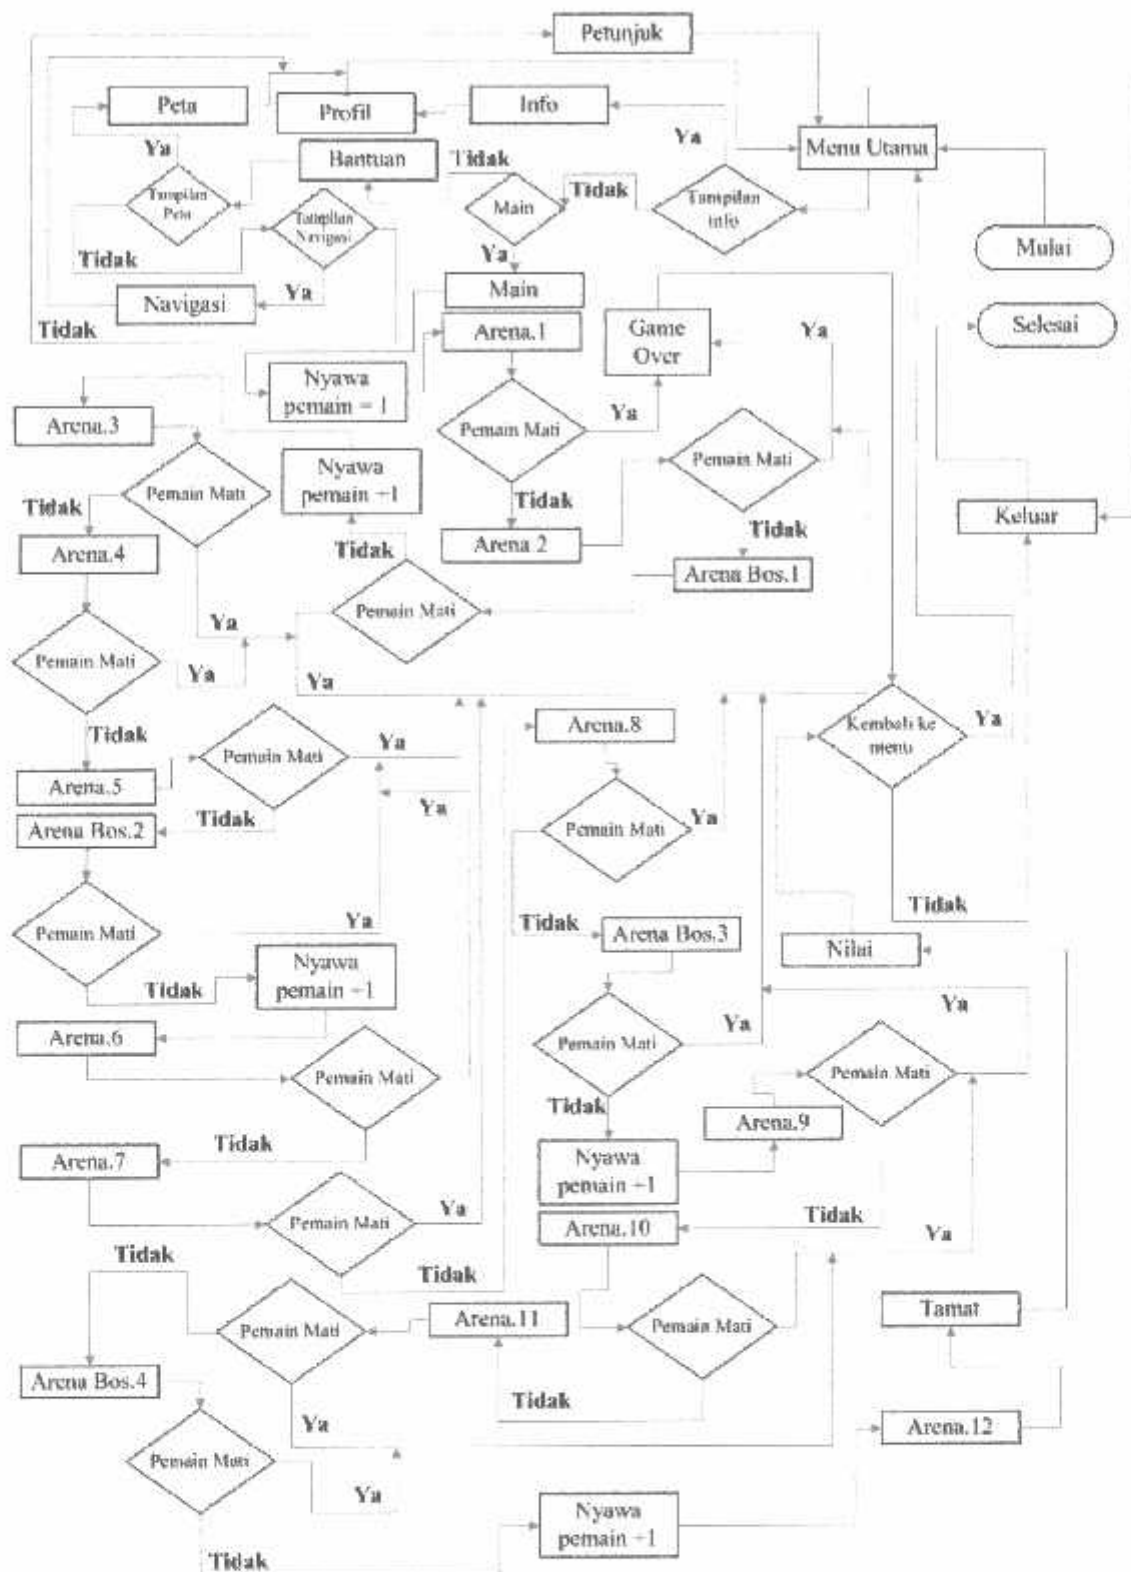 Petunjuk
Peta
Profil
Info
Ya
Menu Utama
Ya
Bantuan
Tidak
Tampilan
Peta
Tampilan
Navigasi
Main
Tidak
Tampilan
info
Mulai
Tidak
Ya
Main
Navigasi
Ya
Tidak
Arena.1
Game
Over
Ya
Selesai
Nyawa
pemain = 1
Arena.3
Pemain Mati
Ya
Pemain Mati
Nyawa
pemain +1
Pemain Mati
Tidak
Tidak
Keluar
Arena.4
Tidak
Arena 2
Tidak
Arena Bos.1
Pemain Mati
Ya
Pemain Mati
Ya
Ya
Tidak
Arena.8
Kembali ke
menu
Ya
Pemain Mati
Ya
Arena.5
Ya
Arena Bos.2
Tidak
Pemain Mati
Ya
Pemain Mati
Ya
Tidak
Arena Bos.3
Tidak
Nilai
Nyawa
pemain +1
Tidak
Ya
Arena.6
Ya
Pemain Mati
Pemain Mati
Pemain Mati
Tidak
Arena.9
Tidak
Arena.7
Nyawa
pemain +1
Ya
Pemain Mati
Tidak
Arena.10
Ya
Tidak
Tidak
Tamat
Arena.11
Pemain Mati
Pemain Mati
Arena Bos.4
Tidak
Ya
Arena.12
Pemain Mati
Ya
Nyawa
pemain +1
Tidak